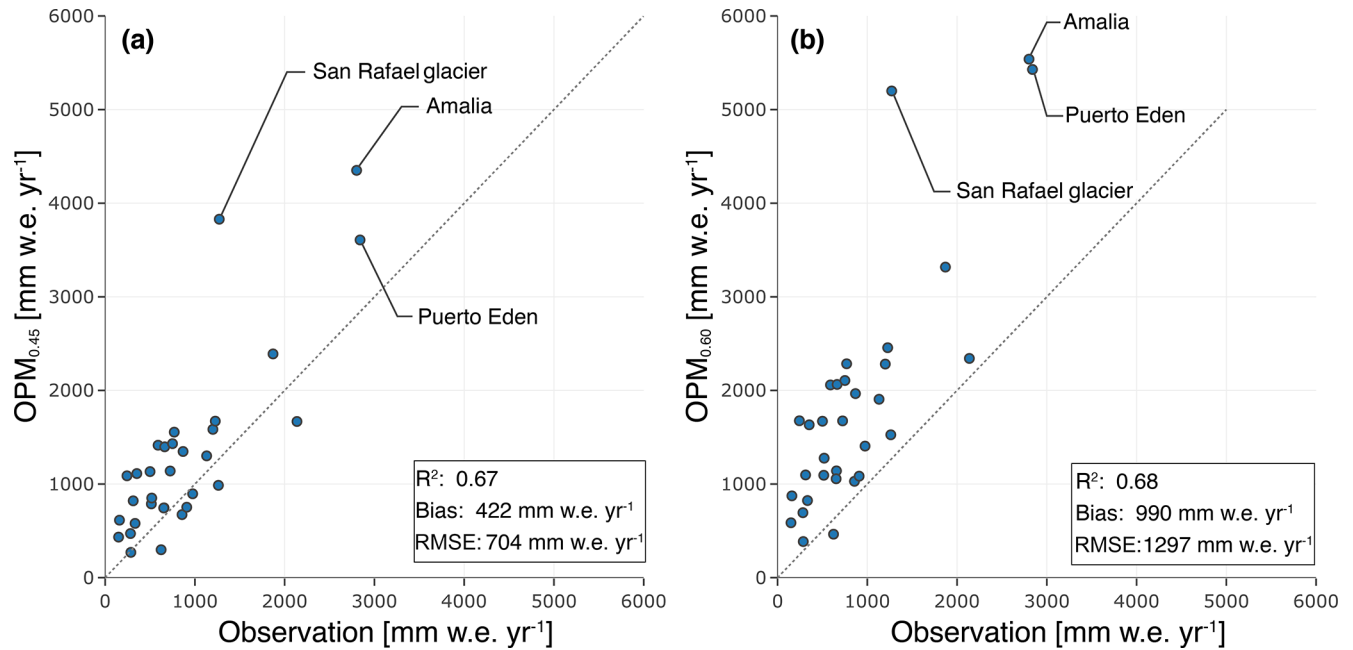 (a)
6000
5000
4000
3000
2000
1000
0
OPM0.45 [mm w.e. yr-1]
San Rafael glacier
Amalia
Puerto Eden
R2: 0.67
Bias: 422 mm w.e. yr-1
RMSE: 704 mm w.e. yr-1
0 1000 2000 3000 4000 5000 6000
Observation [mm w.e. yr-1]
(b)
6000
5000
4000
3000
2000
1000
0
OPM0.60 [mm w.e. yr-1]
Amalia
Puerto Eden
San Rafael glacier
R2: 0.68
Bias: 990 mm w.e. yr-1
RMSE:1297 mm w.e. yr-1
0 1000 2000 3000 4000 5000 6000
Observation [mm w.e. yr-1]